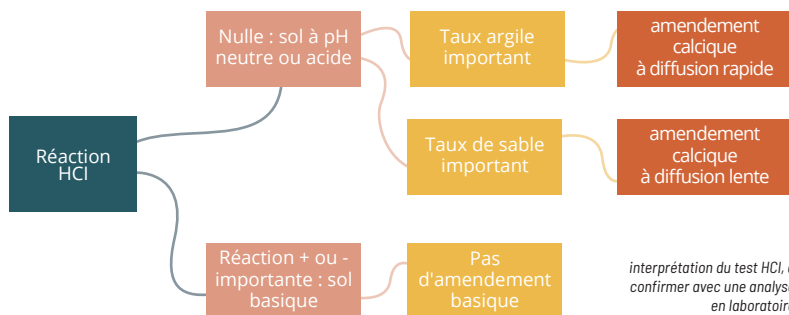 Réaction
HCl
Nulle : sol à pH
neutre ou acide
Taux argile
important
amendement
calcique
à diffusion rapide
Taux de sable
important
amendement
calcique
à diffusion lente
Réaction + ou -
importante : sol
basique
Pas
d'amendement
basique
interprétation du test HCl,
confirmer avec une analyse
en laboratoire